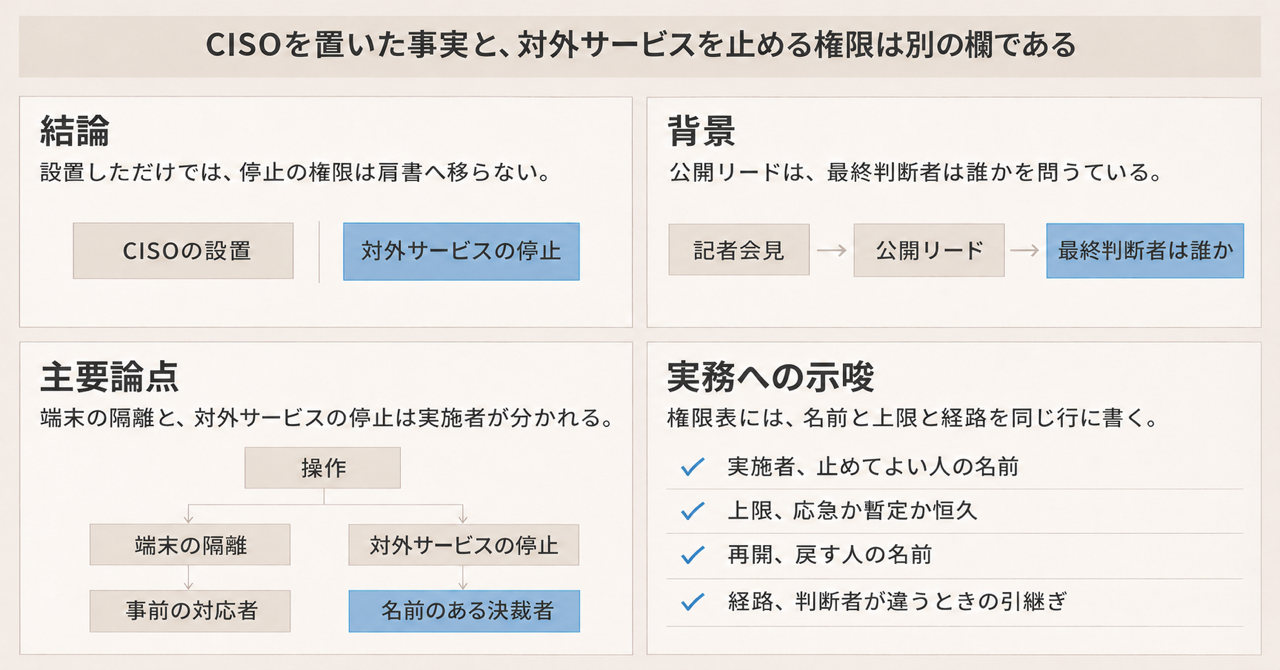 CISOを置いた事実と、対外サービスを止める権限は別の欄である
結論
設置しただけでは、停止の権限は肩書へ移らない。
CISOの設置
対外サービスの停止
背景
公開リードは、最終判断者は誰かを問うている。
記者会見
公開リード
最終判断者は誰か
主要論点
端末の隔離と、対外サービスの停止は実施者が分かれる。
操作
端末の隔離
対外サービスの停止
事前の対応者
名前のある決裁者
実務への示唆
権限表には、名前と上限と経路を同じ行に書く。
実施者、止めてよい人の名前
上限、応急か暫定か恒久
再開、戻す人の名前
経路、判断者が違うときの引継ぎ